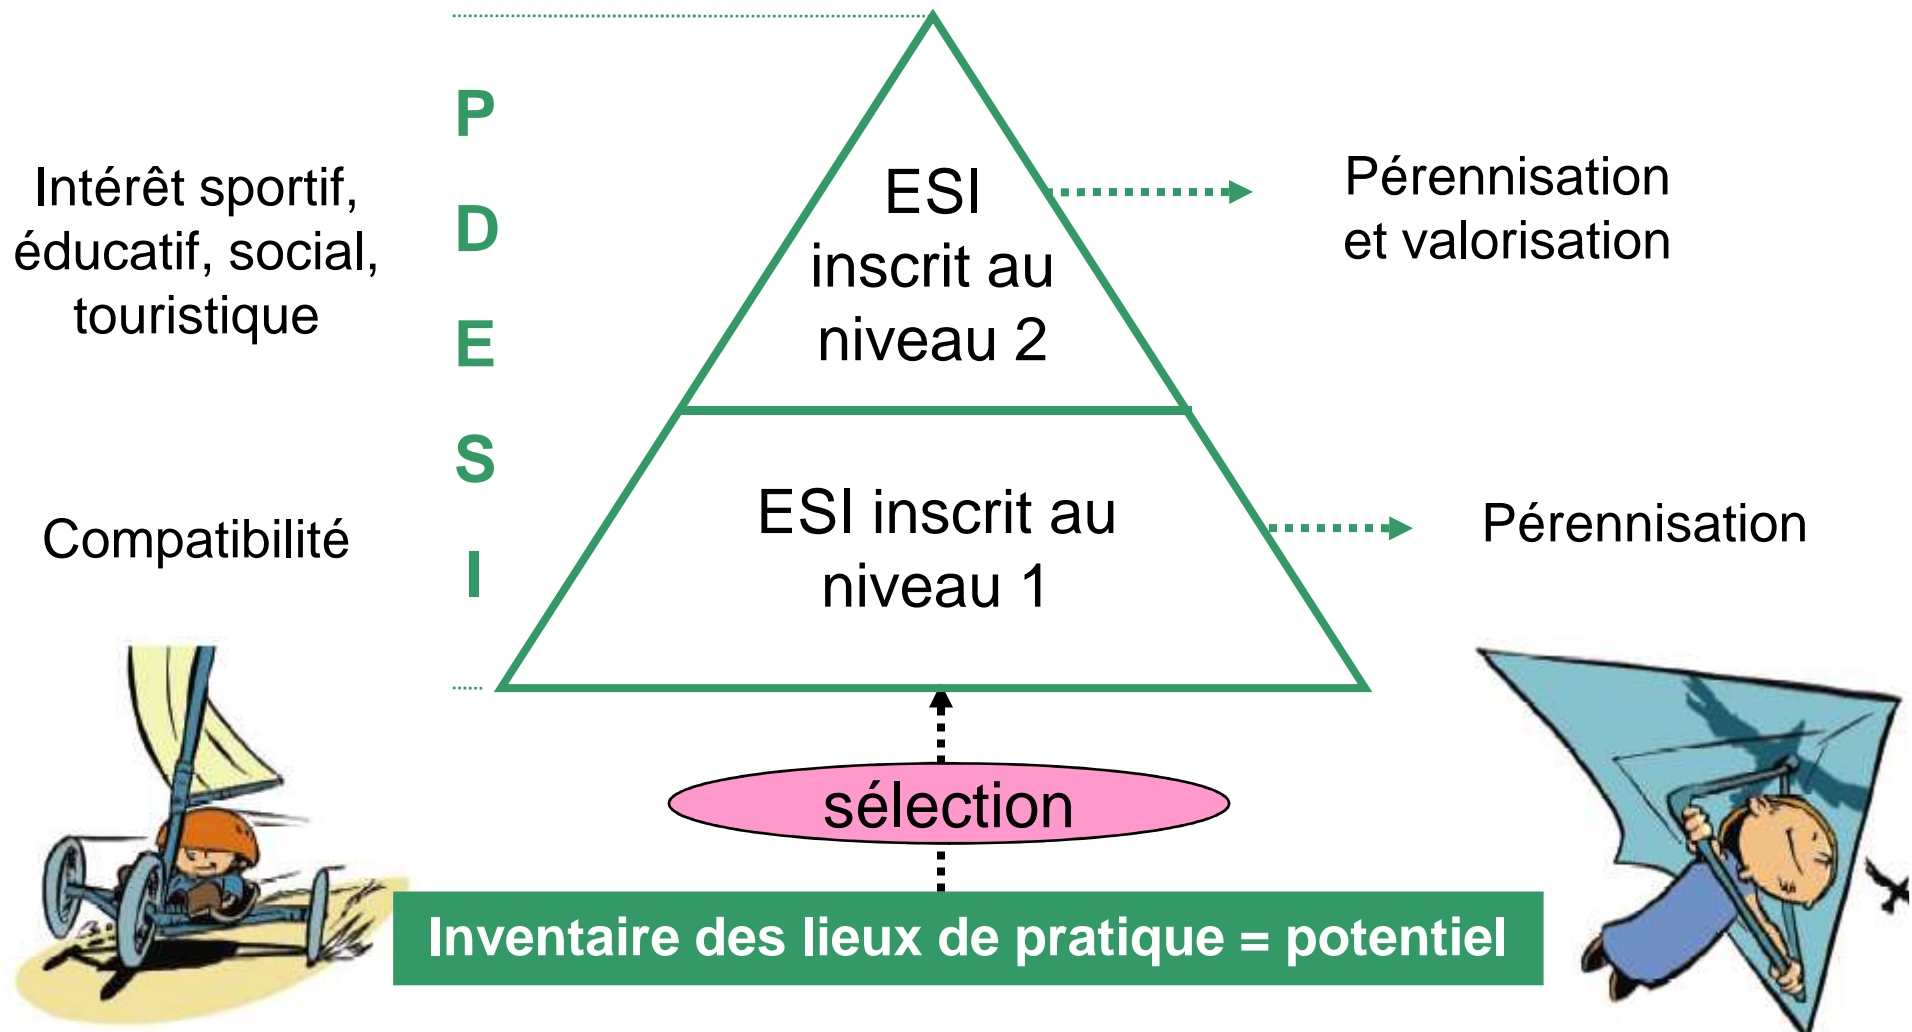 P
D
E
S
I
Intérêt sportif,
éducatif, social,
touristique
ESI
inscrit au
niveau 2
Pérennisation
et valorisation
Compatibilité
ESI inscrit au
niveau 1
Pérennisation
sélection
Inventaire des lieux de pratique = potentiel